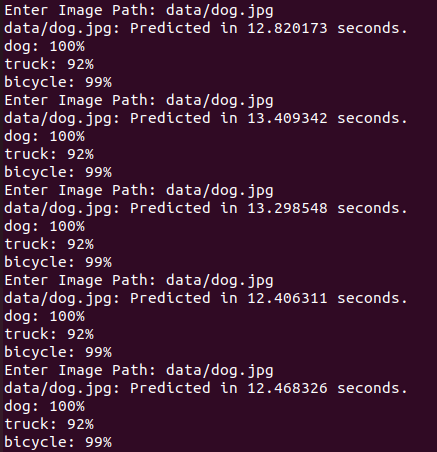 Enter Image Path: data/dog.jpg
data/dog.jpg: Predicted in 12.820173 seconds.
dog: 100%
truck: 92%
bicycle: 99%
Enter Image Path: data/dog.jpg
data/dog.jpg: Predicted in 13.409342 seconds.
dog: 100%
truck: 92%
bicycle: 99%
Enter Image Path: data/dog.jpg
data/dog.jpg: Predicted in 13.298548 seconds.
dog: 100%
truck: 92%
bicycle: 99%
Enter Image Path: data/dog.jpg
data/dog.jpg: Predicted in 12.406311 seconds.
dog: 100%
truck: 92%
bicycle: 99%
Enter Image Path: data/dog.jpg
data/dog.jpg: Predicted in 12.468326 seconds.
dog: 100%
truck: 92%
bicycle: 99%